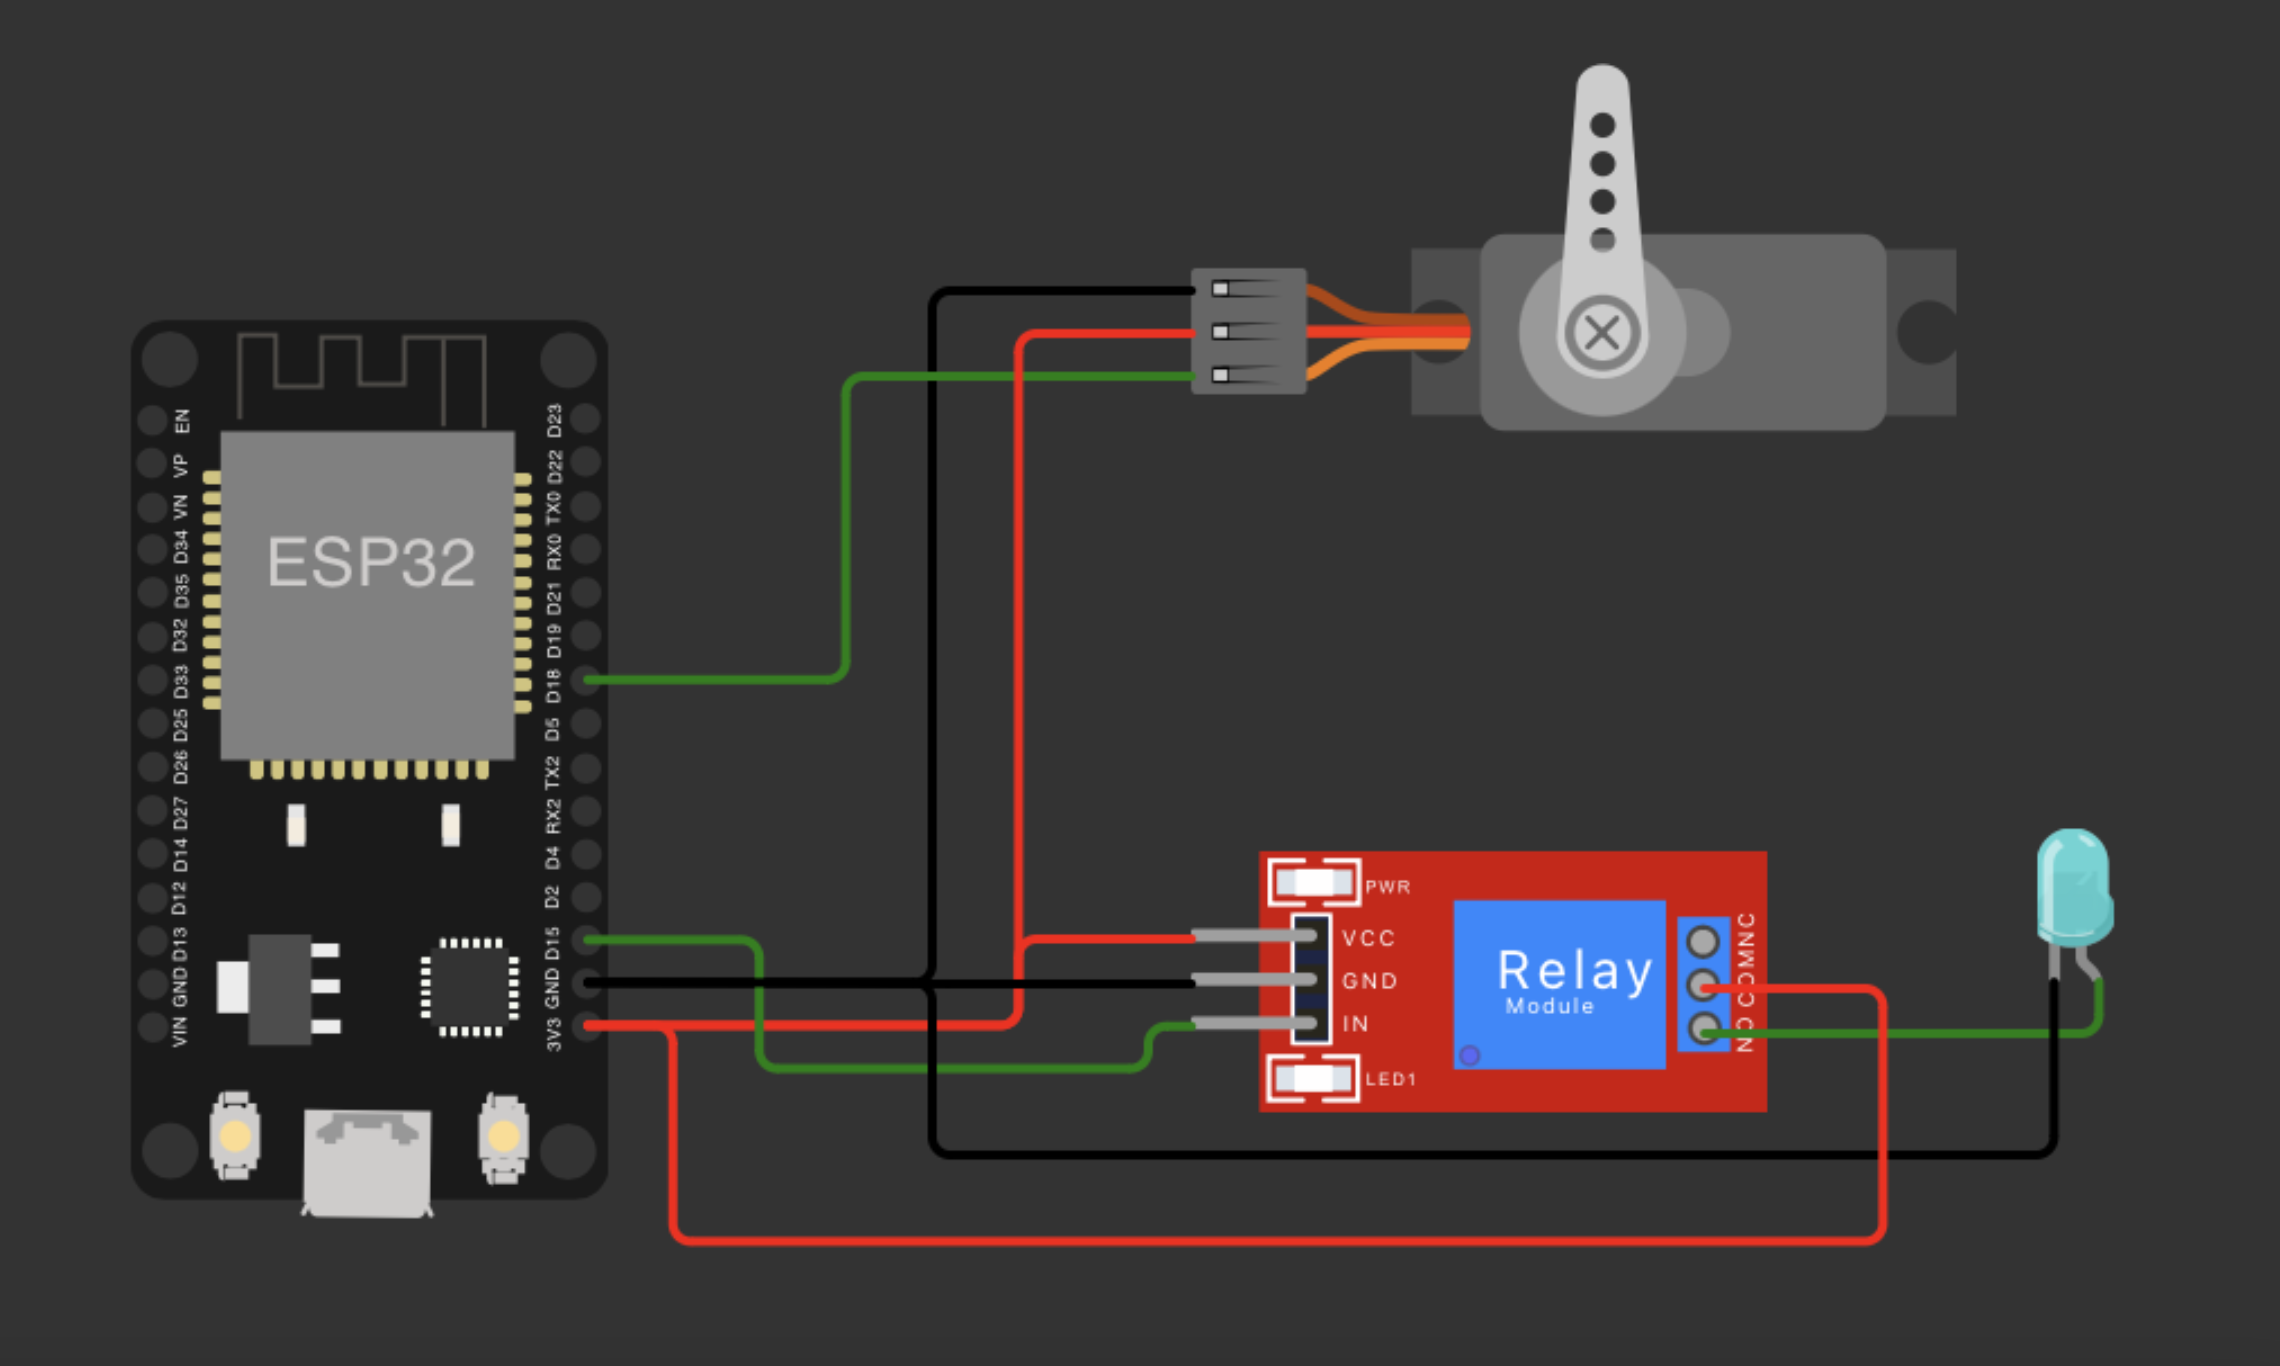 EN
VP
VN
D34
D35
D32
D33
D25
D26
D27
D14
D12
D13
GND
VIN
ESP32
D23
D22
TX0
RX0
D21
D19
D18
D5
TX2
RX2
D4
D2
D15
GND
3V3
PWR
VCC
GND
IN
LED1
Relay
Module
NC
COM
NO